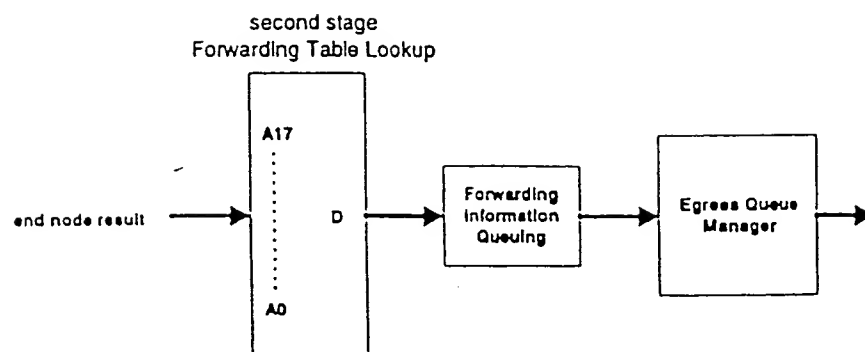 second stage
Forwarding Table Lookup
A17
end node result
D
A0
Forwarding
Information
Queuing
Egress Queue
Manager